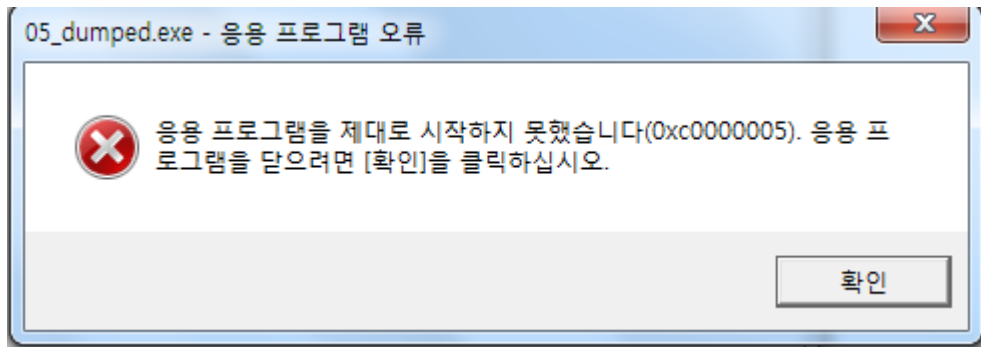 05_dumped.exe - 응용 프로그램 오류
응용 프로그램을 제대로 시작하지 못했습니다(0xc0000005). 응용 프
로그램을 닫으려면 [확인]을 클릭하십시오.
확인